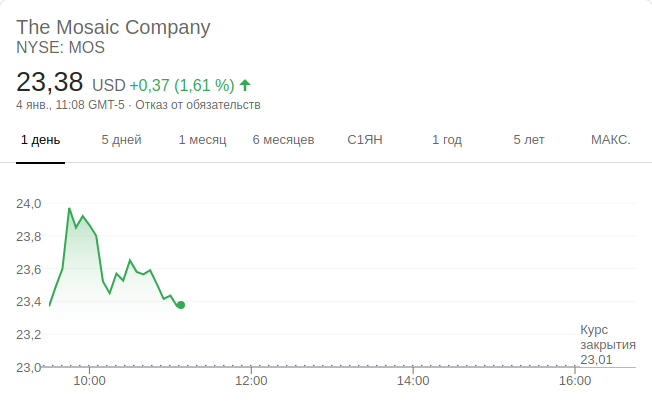 The Mosaic Company
NYSE: MOS
23,38 USD +0,37 (1,61 %)
4 янв., 11:08 GMT-5 · Отказ от обязательств
1 день 5 дней 1 месяц 6 месяцев С1ЯН 1 год 5 лет МАКС.
24,0
23,8
23,6
23,4
23,2
23,0
Курс
закрытия
23,01
10:00 12:00 14:00 16:00